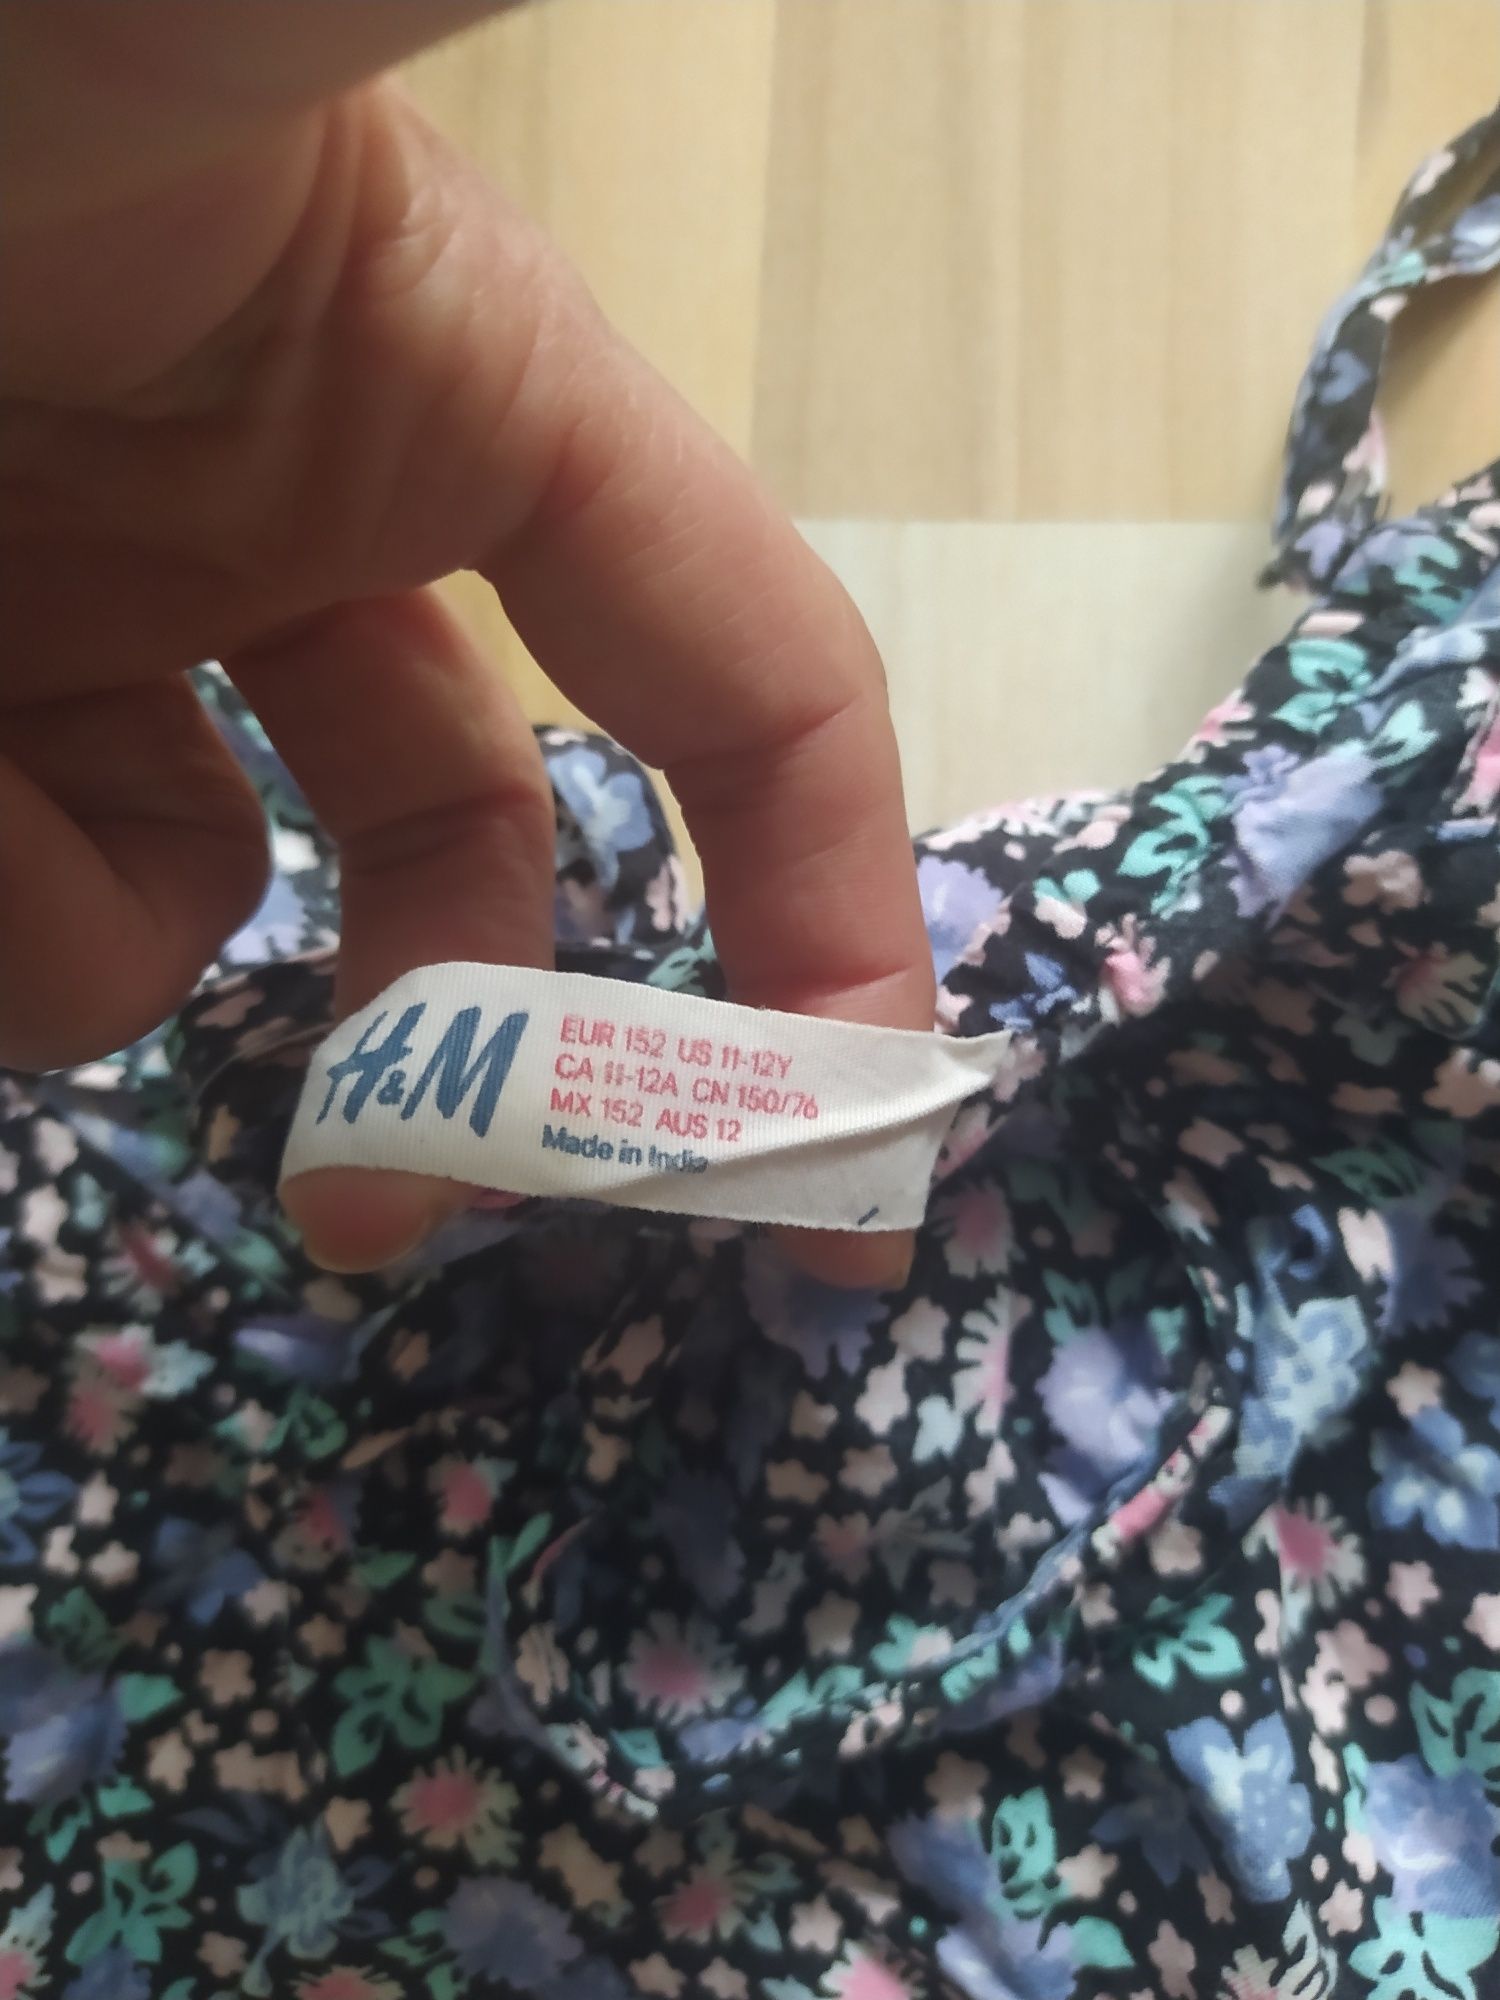 H&M
EUR 152 US 11-12Y
CA 11-12A CN 150/76
MX 152 AUS 12
Made in India